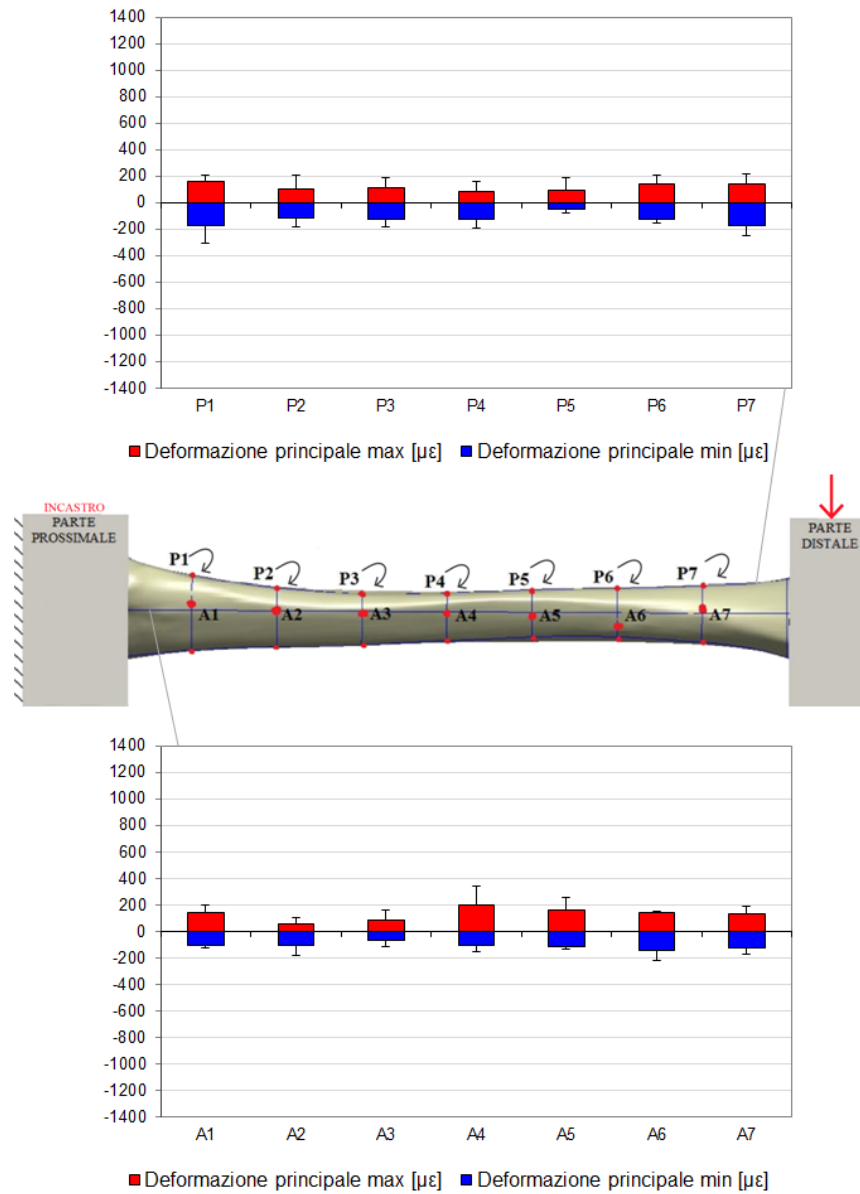 1400
1200
1000
800
600
400
200
0
-200
-400
-600
-800
-1000
-1200
-1400
P1 P2 P3 P4 P5 P6 P7
Deformazione principale max [µε] Deformazione principale min [µε]
INCASTRO
PARTE
PROSSIMALE
PARTE
DISTALE
P1 P2 P3 P4 P5 P6 P7
A1 A2 A3 A4 A5 A6 A7
1400
1200
1000
800
600
400
200
0
-200
-400
-600
-800
-1000
-1200
-1400
A1 A2 A3 A4 A5 A6 A7
Deformazione principale max [µε] Deformazione principale min [µε]